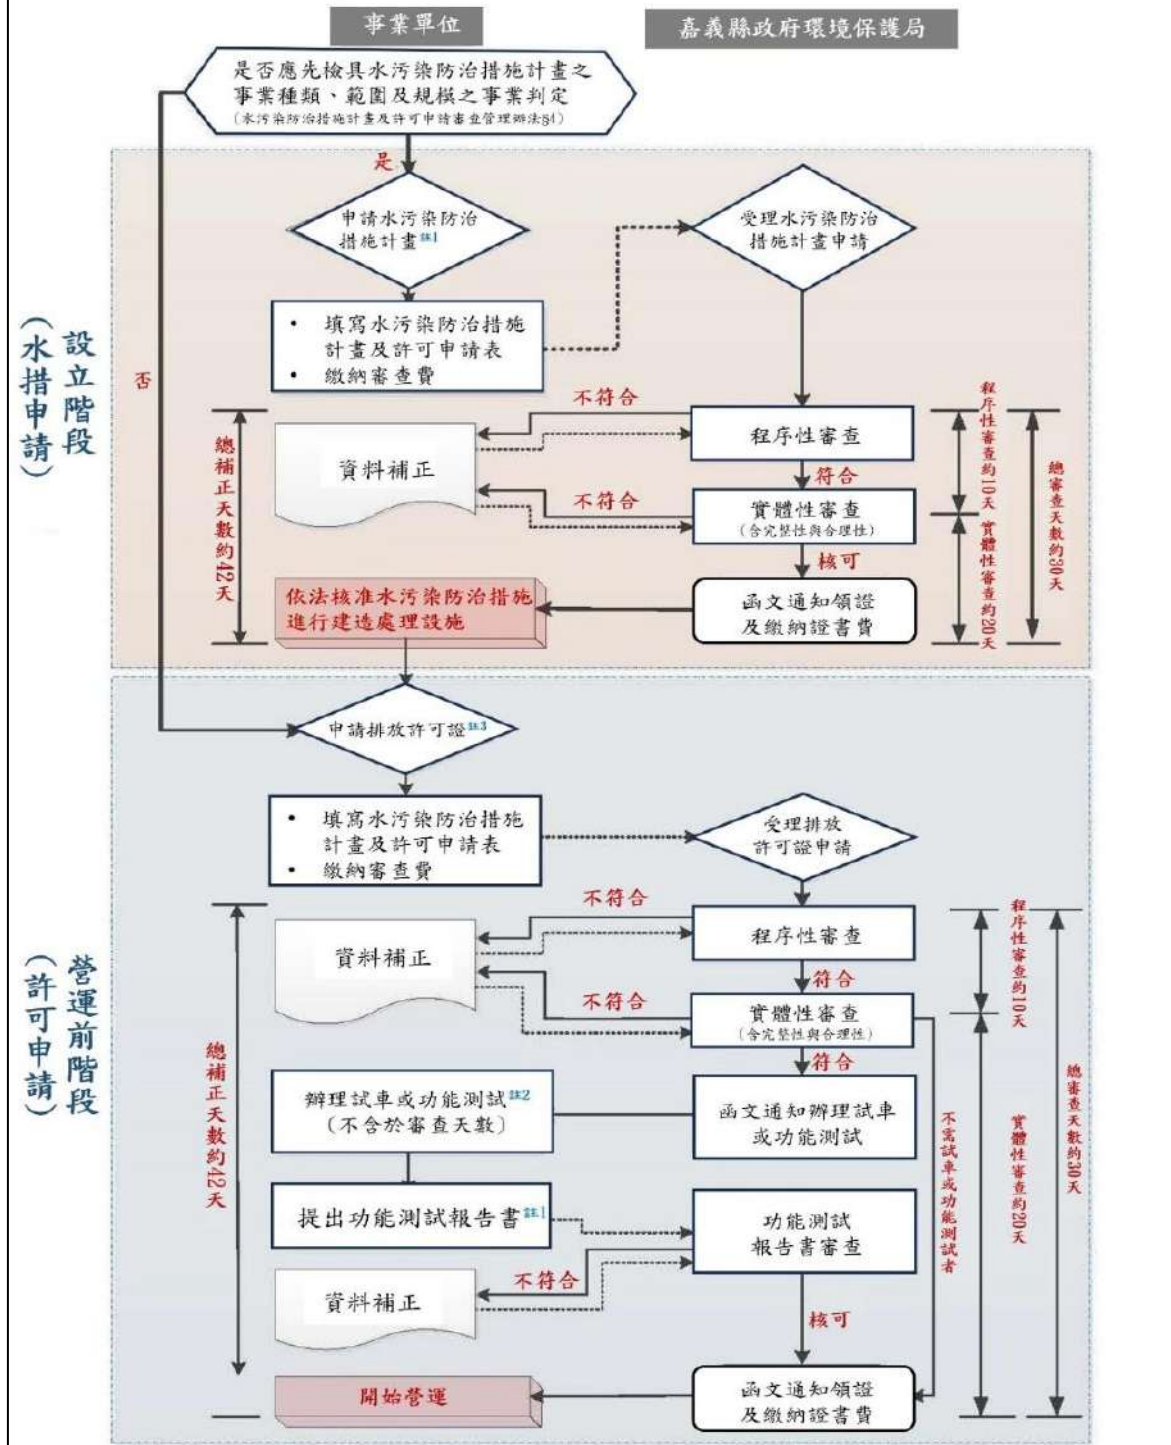 事業單位
嘉義縣政府環境保護局
是否應先檢具水污染防治措施計畫之
事業種類、範圍及規模之事業判定
(水污染防治措施計畫及許可申請審查管理辦法§4)
是
否
設立階段
(水措申請)
申請水污染防治
措施計畫註1
受理水污染防治
措施計畫申請
• 填寫水污染防治措施
計畫及許可申請表
• 繳納審查費
不符合
程序性審查
資料補正
符合
不符合
實體性審查
(含完整性與合理性)
核可
函文通知領證
及繳納證書費
依法核准水污染防治措施
進行建造處理設施
總補正天數約42天
程序性審查約10天
實體性審查約20天
總審查天數約30天
營運前階段
(許可申請)
申請排放許可證註3
• 填寫水污染防治措施
計畫及許可申請表
• 繳納審查費
受理排放
許可證申請
不符合
程序性審查
資料補正
符合
不符合
實體性審查
(含完整性與合理性)
符合
辦理試車或功能測試註2
(不含於審查天數)
函文通知辦理試車
或功能測試
提出功能測試報告書註1
功能測試
報告書審查
不符合
資料補正
核可
開始營運
函文通知領證
及繳納證書費
總補正天數約42天
不需試車或功能測試者
程序性審查約10天
實體性審查約20天
總審查天數約30天